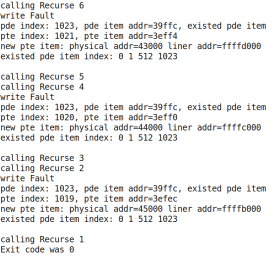 calling Recurse 6
write Fault
pde index: 1023, pde item addr=39ffc, existed pde item
pte index: 1021, pte item addr=3eff4
new pte item: physical addr=43000 liner addr=ffffd000
existed pde item index: 0 1 512 1023
calling Recurse 5
calling Recurse 4
write Fault
pde index: 1023, pde item addr=39ffc, existed pde item
pte index: 1020, pte item addr=3eff0
new pte item: physical addr=44000 liner addr=ffffc000
existed pde item index: 0 1 512 1023
calling Recurse 3
calling Recurse 2
write Fault
pde index: 1023, pde item addr=39ffc, existed pde item
pte index: 1019, pte item addr=3efec
new pte item: physical addr=45000 liner addr=ffffb000
existed pde item index: 0 1 512 1023
calling Recurse 1
Exit code was 0